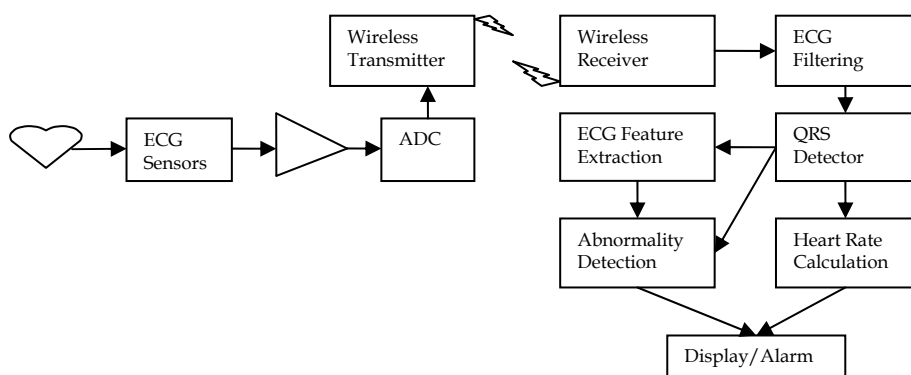 Wireless
Transmitter
Wireless
Receiver
ECG
Filtering
ECG
Sensors
ADC
ECG Feature
Extraction
QRS
Detector
Abnormality
Detection
Heart Rate
Calculation
Display/Alarm